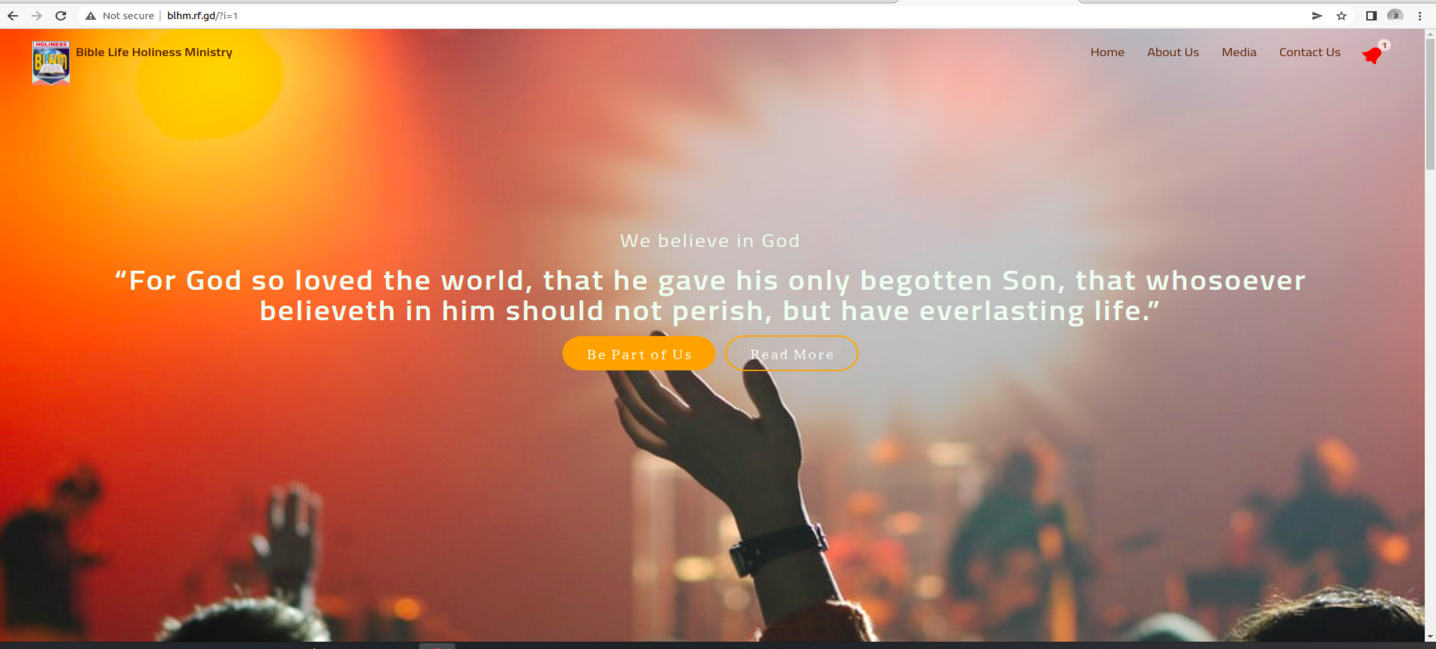 Not secure | blhm.rf.gd/?i=1
HOLINESS
BLHM
Bible Life Holiness Ministry
Home About Us Media Contact Us 1
We believe in God
“For God so loved the world, that he gave his only begotten Son, that whosoever
believeth in him should not perish, but have everlasting life.”
Be Part of Us Read More